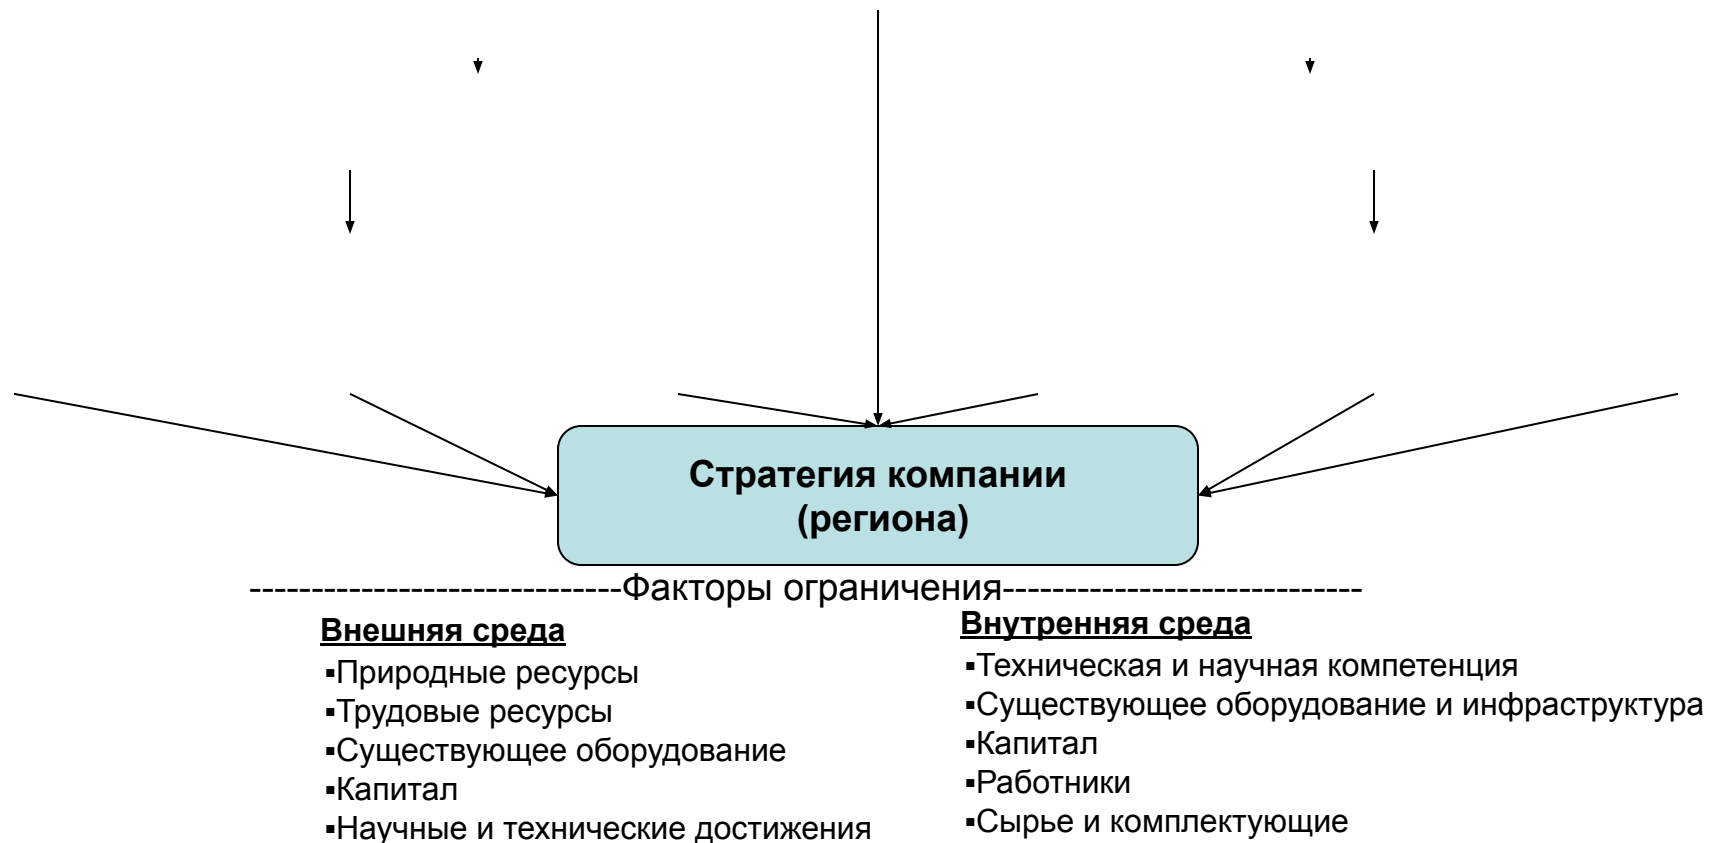 Стратегия компании
(региона)
------------------------------Факторы ограничения-----------------------------
Внешняя среда
▪Природные ресурсы
▪Трудовые ресурсы
▪Существующее оборудование
▪Капитал
▪Научные и технические достижения
Внутренняя среда
▪Техническая и научная компетенция
▪Существующее оборудование и инфраструктура
▪Капитал
▪Работники
▪Сырье и комплектующие